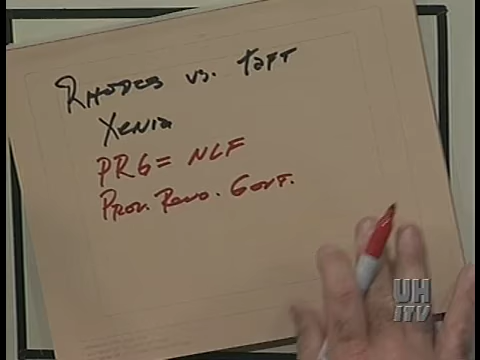 RHODES vs. TAFT
XENIA
PRG = NLF
PROV. REVO. GOVT.
UH
ITV